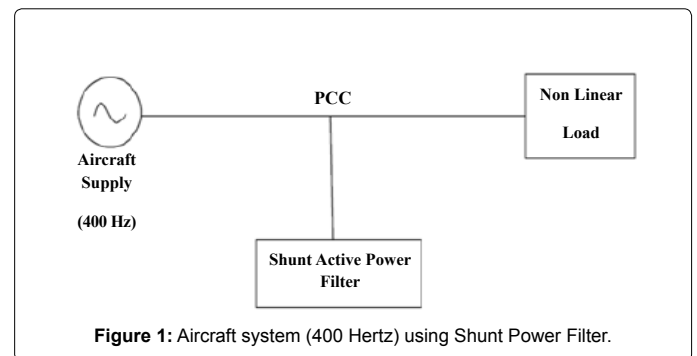 PCC
Non Linear
Load
Aircraft
Supply
(400 Hz)
Shunt Active Power
Filter
Figure 1: Aircraft system (400 Hertz) using Shunt Power Filter.